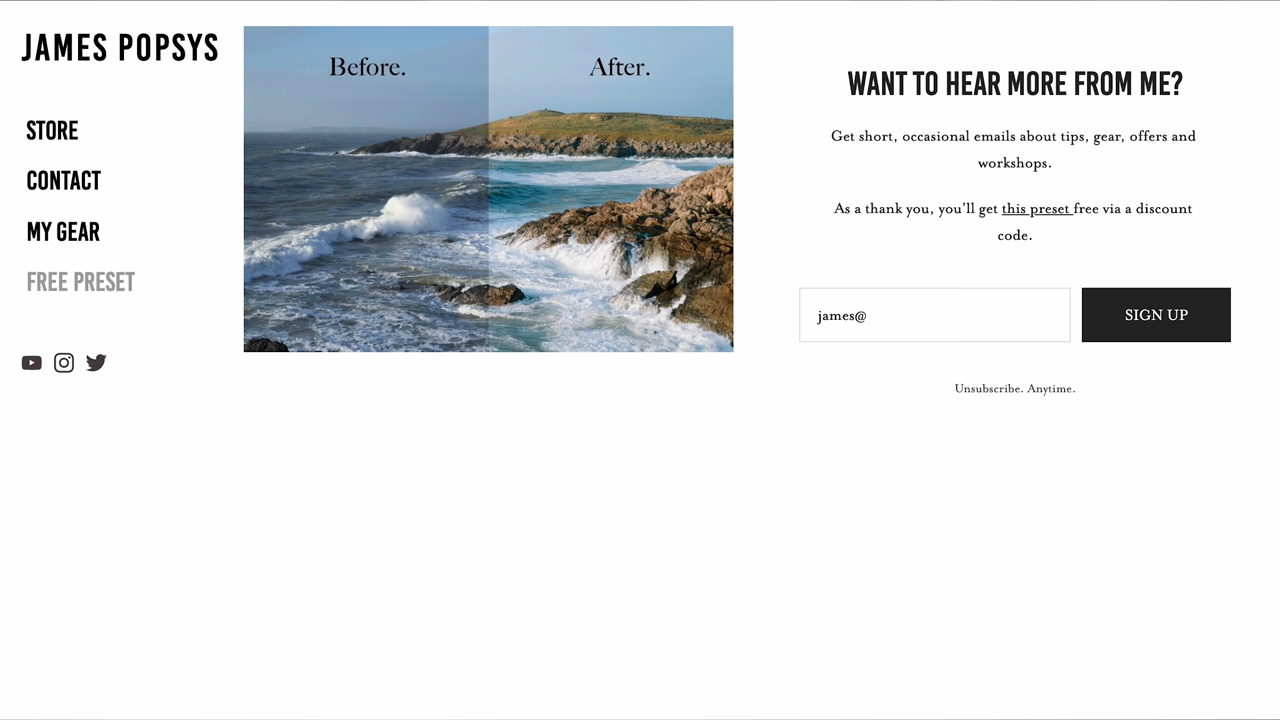 JAMES POPSYS
STORE
CONTACT
MY GEAR
FREE PRESET
Before.
After.
WANT TO HEAR MORE FROM ME?
Get short, occasional emails about tips, gear, offers and
workshops.
As a thank you, you’ll get this preset free via a discount
code.
james@
SIGN UP
Unsubscribe. Anytime.